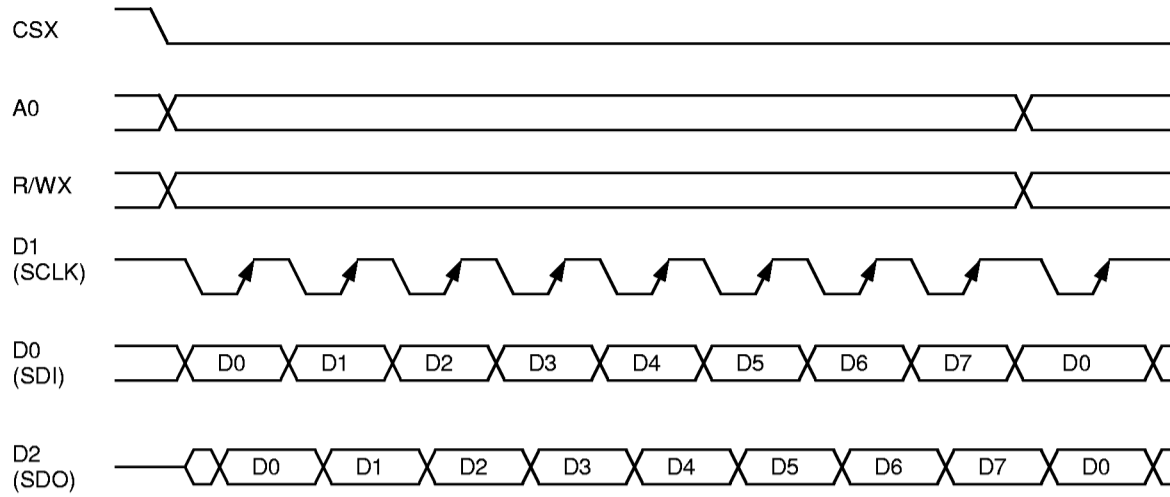 CSX
A0
R/WX
D1
(SCLK)
D0
(SDI)
D0 D1 D2 D3 D4 D5 D6 D7 D0
D2
(SDO)
D0 D1 D2 D3 D4 D5 D6 D7 D0